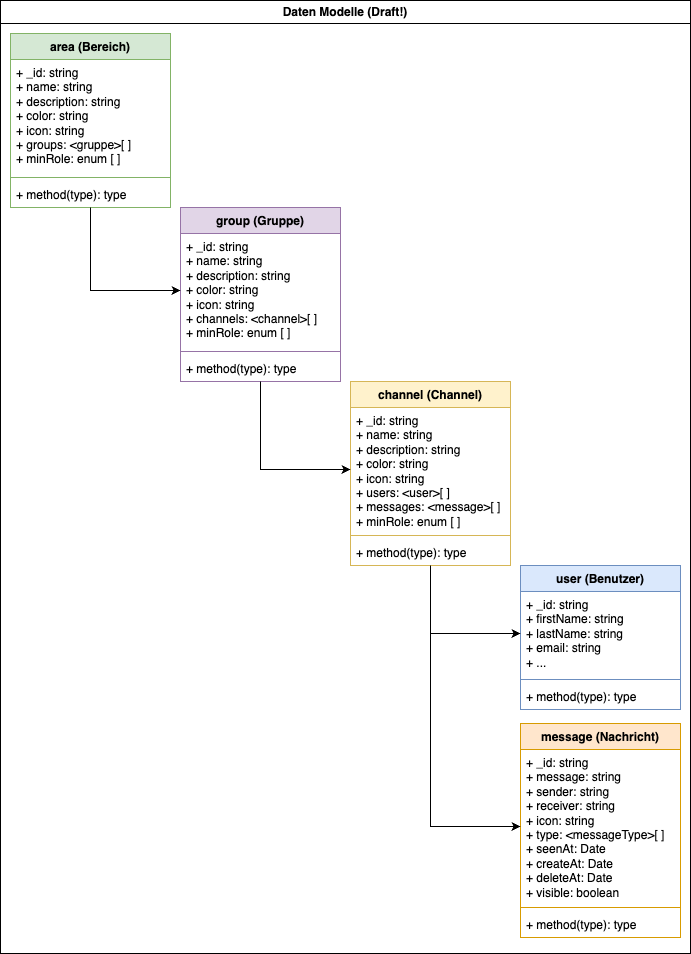 Daten Modelle (Draft!)
area (Bereich)
+ _id: string
+ name: string
+ description: string
+ color: string
+ icon: string
+ groups: <gruppe>[ ]
+ minRole: enum [ ]
+ method(type): type
group (Gruppe)
+ _id: string
+ name: string
+ description: string
+ color: string
+ icon: string
+ channels: <channel>[ ]
+ minRole: enum [ ]
+ method(type): type
channel (Channel)
+ _id: string
+ name: string
+ description: string
+ color: string
+ icon: string
+ users: <user>[ ]
+ messages: <message>[ ]
+ minRole: enum [ ]
+ method(type): type
user (Benutzer)
+ _id: string
+ firstName: string
+ lastName: string
+ email: string
+ ...
+ method(type): type
message (Nachricht)
+ _id: string
+ message: string
+ sender: string
+ receiver: string
+ icon: string
+ type: <messageType>[ ]
+ seenAt: Date
+ createAt: Date
+ deleteAt: Date
+ visible: boolean
+ method(type): type